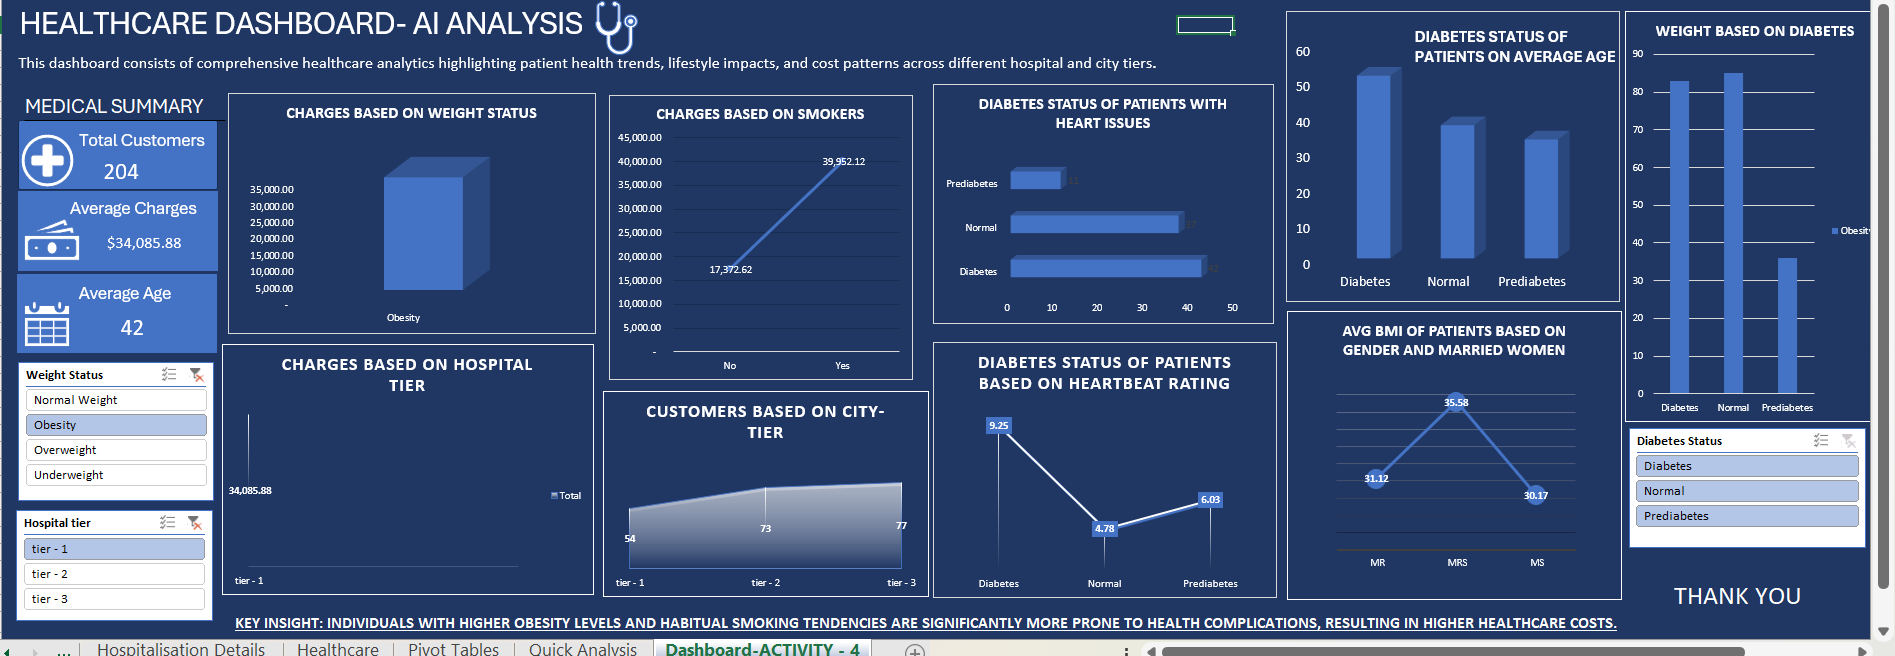 HEALTHCARE DASHBOARD- AI ANALYSIS
This dashboard consists of comprehensive healthcare analytics highlighting patient health trends, lifestyle impacts, and cost patterns across different hospital and city tiers.
MEDICAL SUMMARY
Total Customers
204
Average Charges
$34,085.88
Average Age
42
Weight Status
Normal Weight
Obesity
Overweight
Underweight
Hospital tier
tier - 1
tier - 2
tier - 3
CHARGES BASED ON WEIGHT STATUS
35,000.00
30,000.00
25,000.00
20,000.00
15,000.00
10,000.00
5,000.00
-
Obesity
CHARGES BASED ON HOSPITAL
TIER
34,085.88
Total
tier - 1
CHARGES BASED ON SMOKERS
45,000.00
40,000.00
35,000.00
30,000.00
25,000.00
20,000.00
15,000.00
10,000.00
5,000.00
-
39,952.12
17,372.62
No Yes
CUSTOMERS BASED ON CITY-
TIER
54
73
77
tier - 1 tier - 2 tier - 3
DIABETES STATUS OF PATIENTS WITH
HEART ISSUES
Prediabetes 11
Normal 37
Diabetes 42
0 10 20 30 40 50
DIABETES STATUS OF PATIENTS
BASED ON HEARTBEAT RATING
9.25
4.78
6.03
Diabetes Normal Prediabetes
DIABETES STATUS OF
PATIENTS ON AVERAGE AGE
60
50
40
30
20
10
0
Diabetes Normal Prediabetes
AVG BMI OF PATIENTS BASED ON
GENDER AND MARRIED WOMEN
35.58
31.12
30.17
MR MRS MS
WEIGHT BASED ON DIABETES
90
80
70
60
50
40
30
20
10
0
Obesit
Diabetes Normal Prediabetes
Diabetes Status
Diabetes
Normal
Prediabetes
THANK YOU
KEY INSIGHT: INDIVIDUALS WITH HIGHER OBESITY LEVELS AND HABITUAL SMOKING TENDENCIES ARE SIGNIFICANTLY MORE PRONE TO HEALTH COMPLICATIONS, RESULTING IN HIGHER HEALTHCARE COSTS.
... Hospitalisation Details Healthcare Pivot Tables Quick Analysis Dashboard-ACTIVITY - 4